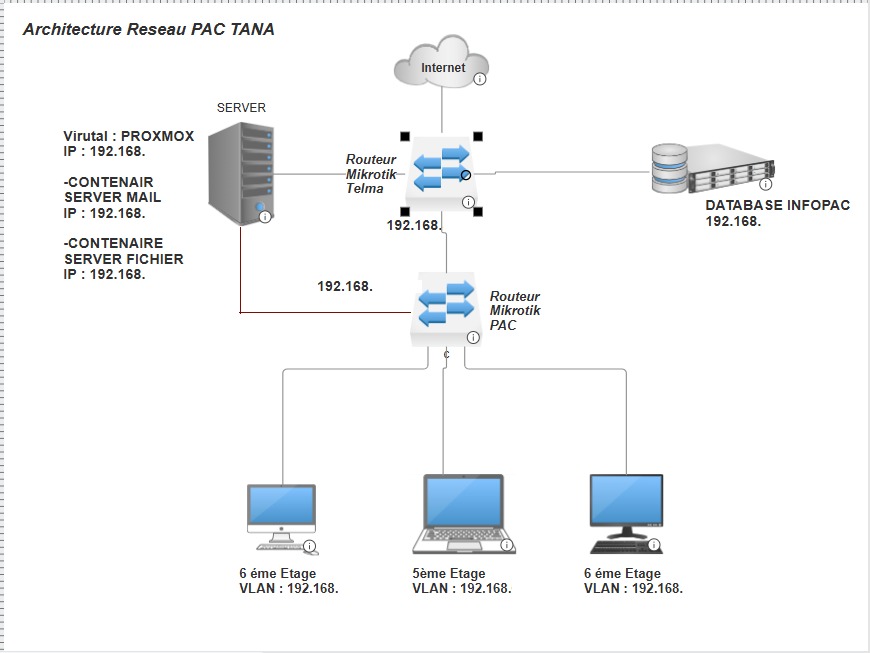 Architecture Reseau PAC TANA
Internet
SERVER
Virutal : PROXMOX
IP : 192.168.
-CONTENAIR
SERVER MAIL
IP : 192.168.
-CONTENAIRE
SERVER FICHIER
IP : 192.168.
Routeur
Mikrotik
Telma
192.168.
DATABASE INFOPAC
192.168.
192.168.
Routeur
Mikrotik
PAC
C
6 éme Etage
VLAN : 192.168.
5ème Etage
VLAN : 192.168.
6 éme Etage
VLAN : 192.168.